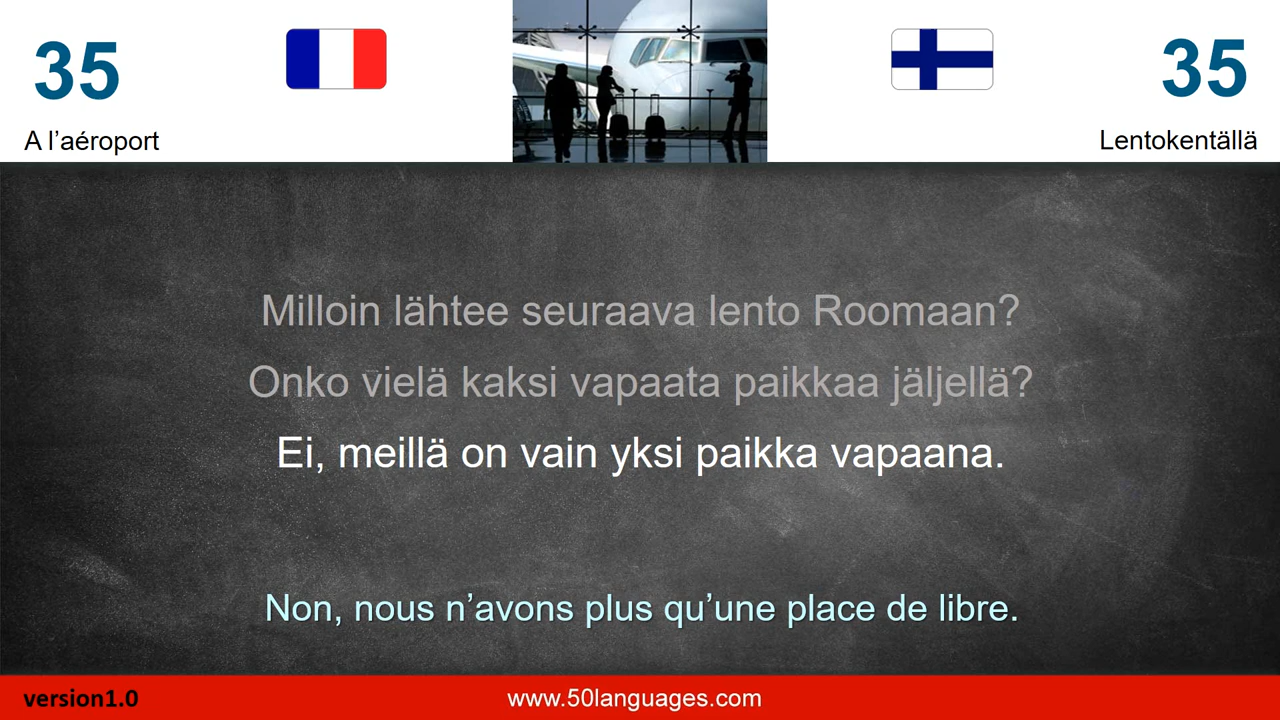 35
35
A l’aéroport
Lentokentällä
Milloin lähtee seuraava lento Roomaan?
Onko vielä kaksi vapaata paikkaa jäljellä?
Ei, meillä on vain yksi paikka vapaana.
Non, nous n’avons plus qu’une place de libre.
version1.0
www.50languages.com